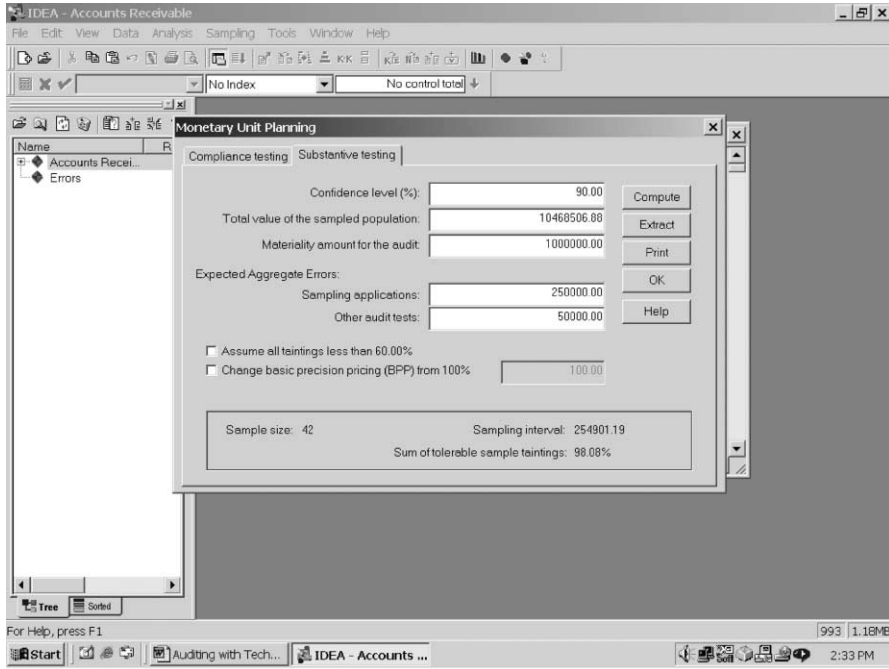 IDEA - Accounts Receivable
File Edit View Data Analysis Sampling Tools Window Help
No Index
No control total
Name R
Accounts Recei...
Errors
Monetary Unit Planning
Compliance testing Substantive testing
Confidence level (%): 90.00
Compute
Total value of the sampled population: 10468506.88
Extract
Materiality amount for the audit: 1000000.00
Print
Expected Aggregate Errors:
OK
Sampling applications: 250000.00
Other audit tests: 50000.00
Help
Assume all taintings less than 60.00%
Change basic precision pricing (BPP) from 100% 100.00
Sample size: 42 Sampling interval: 254901.19
Sum of tolerable sample taintings: 98.08%
Tree Sorted
For Help, press F1 993 1.18MB
Start Auditing with Tech... IDEA - Accounts ... 2:33 PM